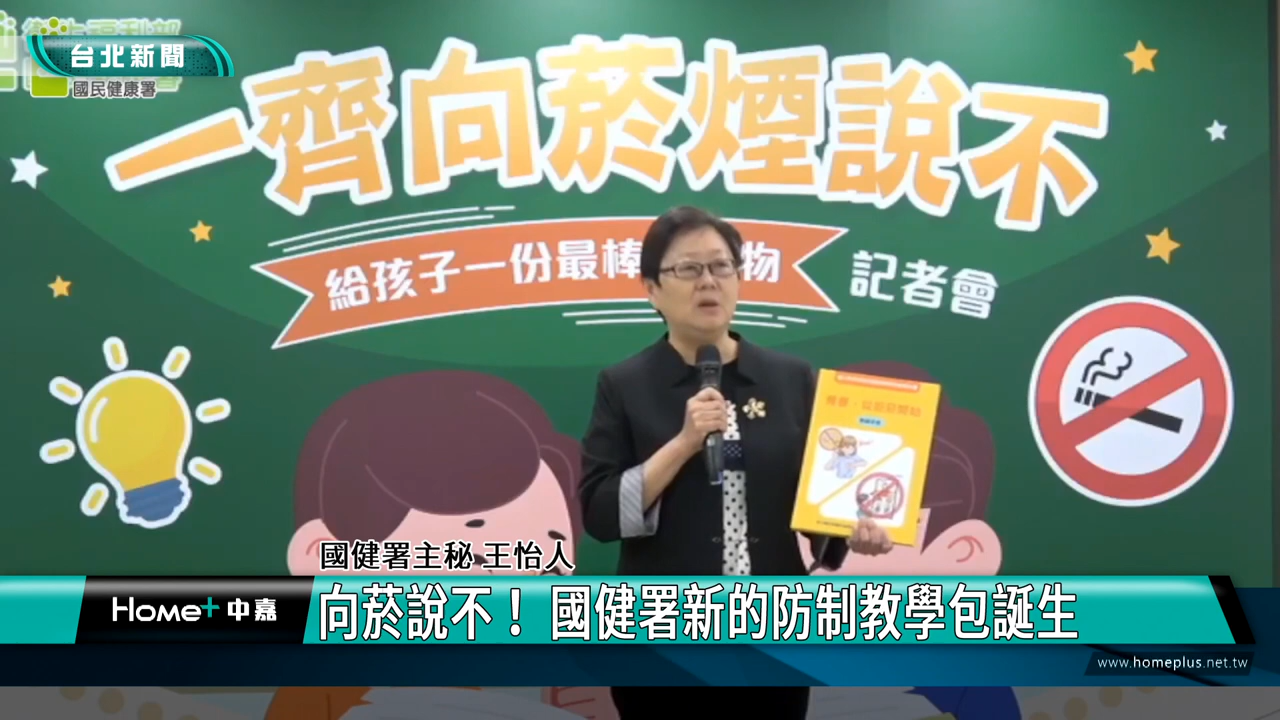 台北新聞
國民健康署
一齊向菸煙說不
給孩子一份最棒 物
記者會
國健署主秘 王怡人
Home+ 中嘉
向菸說不！ 國健署新的防制教學包誕生
www.homeplus.net.tw